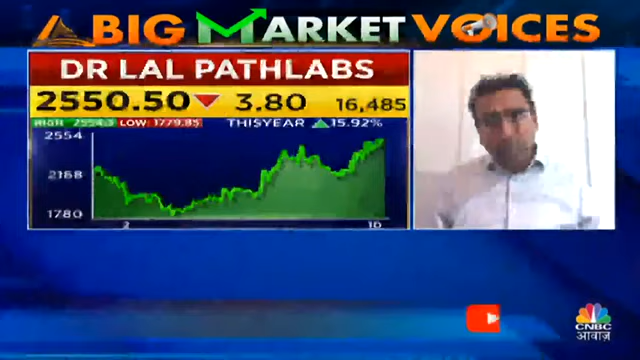 BIG MARKET VOICES
DR LAL PATHLABS
2550.50 ▼ 3.80 16,485
HIGH: 2554.3 LOW: 1779.85 THIS YEAR ▲ 15.92%
2554
2168
1780
2 10
CNBC
आवाज़